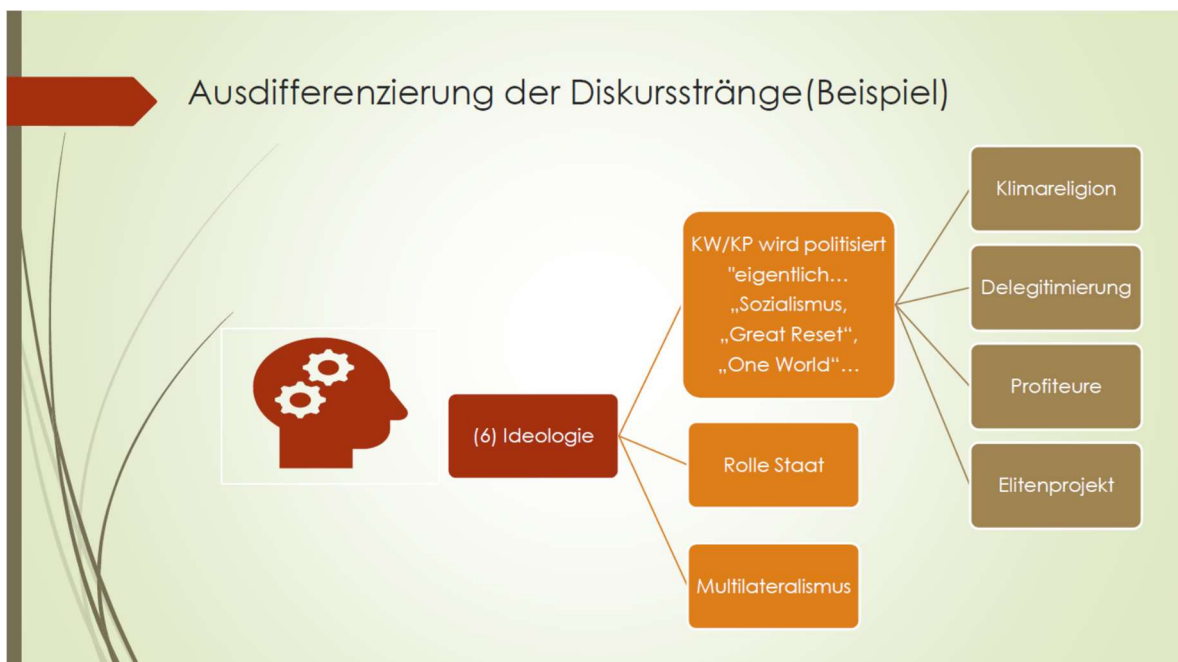 Ausdifferenzierung der Diskursstränge(Beispiel)
(6) Ideologie
KW/KP wird politisiert
"eigentlich…
„Sozialismus,
„Great Reset“,
„One World“…
Rolle Staat
Multilateralismus
Klimareligion
Delegitimierung
Profiteure
Elitenprojekt